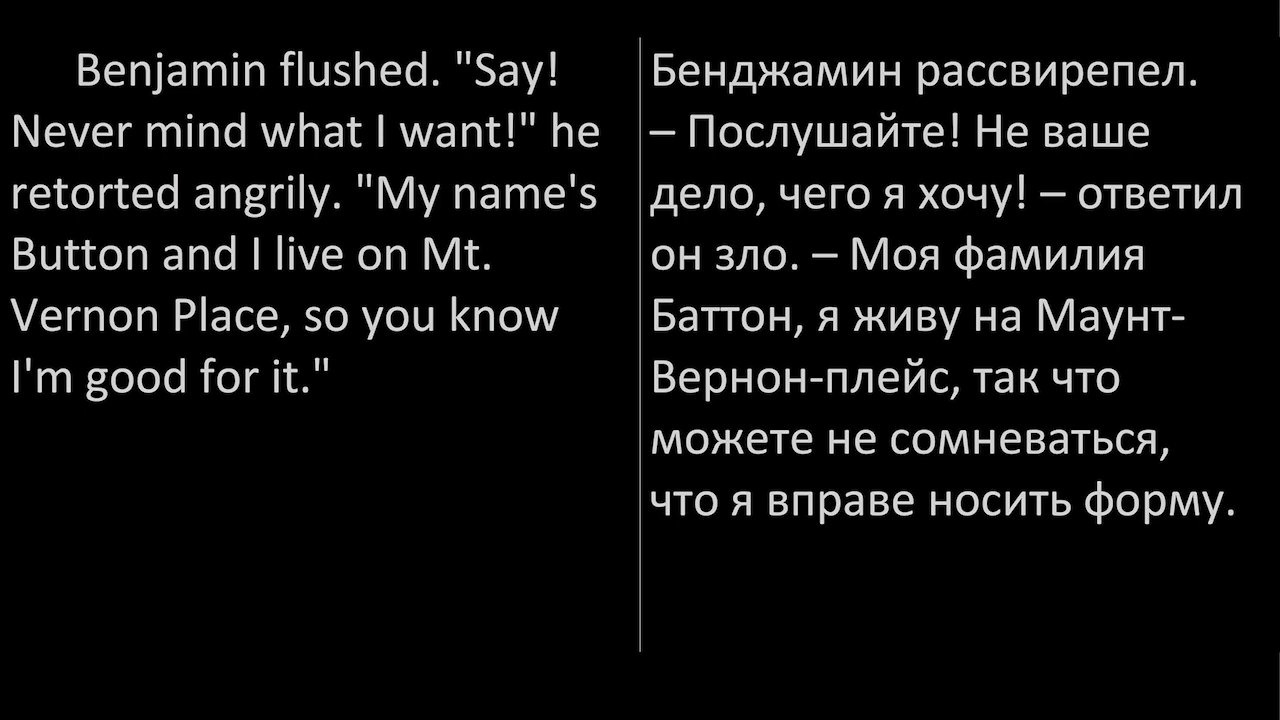 Benjamin flushed. "Say!
Never mind what I want!" he
retorted angrily. "My name's
Button and I live on Mt.
Vernon Place, so you know
I'm good for it."
Бенджамин рассвирепел.
– Послушайте! Не ваше
дело, чего я хочу! – ответил
он зло. – Моя фамилия
Баттон, я живу на Маунт-
Вернон-плейс, так что
можете не сомневаться,
что я вправе носить форму.